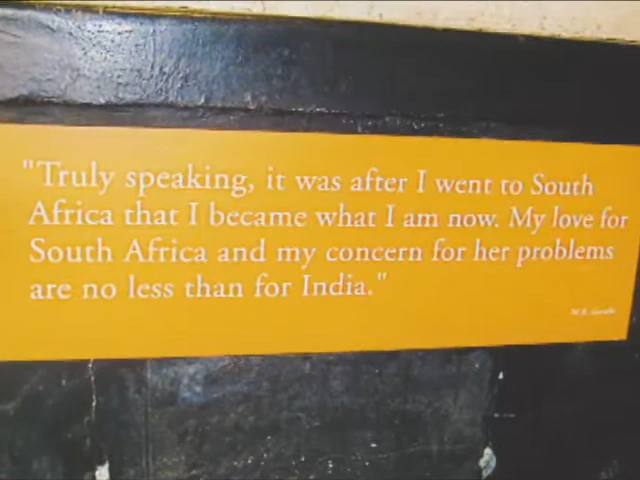 "Truly speaking, it was after I went to South
Africa that I became what I am now. My love for
South Africa and my concern for her problems
are no less than for India."
M.K. Gandhi